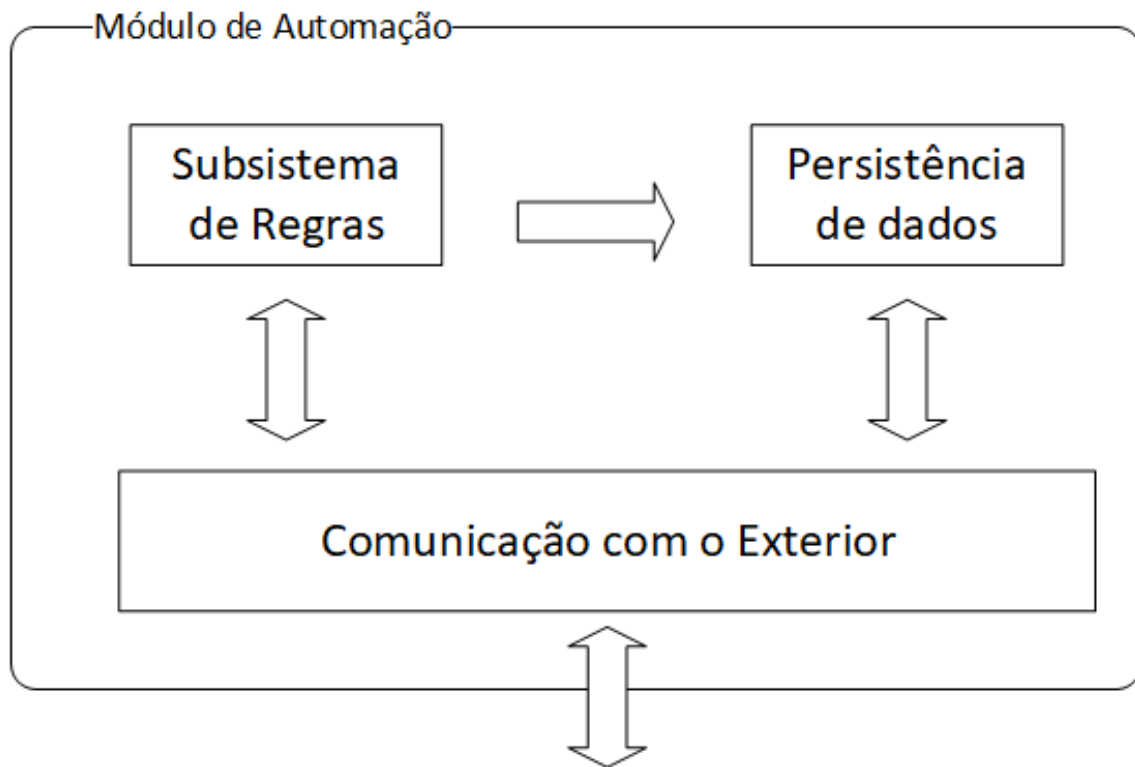 Módulo de Automação
Subsistema
de Regras
Persistência
de dados
Comunicação com o Exterior